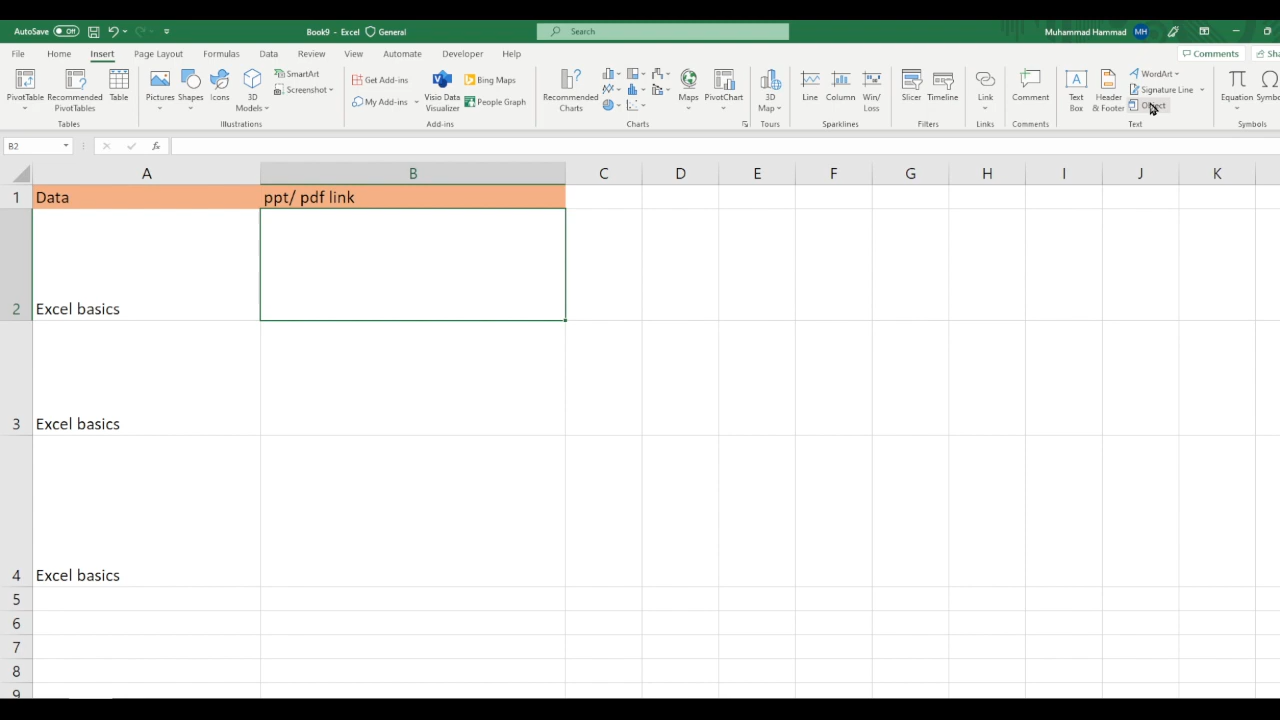 AutoSave Off Book9 - Excel General Search Muhammad Hammad MH
File Home Insert Page Layout Formulas Data Review View Automate Developer Help Comments
PivotTable Recommended PivotTables Table Pictures Shapes Icons 3D Models SmartArt Screenshot Get Add-ins My Add-ins Visio Data Visualizer Bing Maps People Graph Recommended Charts Maps PivotChart 3D Map Line Column Win/ Loss Slicer Timeline Link Comment Text Box Header & Footer WordArt Signature Line Object Equation
Tables Illustrations Add-ins Charts Tours Sparklines Filters Links Comments Text Symbols
B2 fx
A B C D E F G H I J K
1 Data ppt/ pdf link
2 Excel basics
3 Excel basics
4 Excel basics
5
6
7
8
9